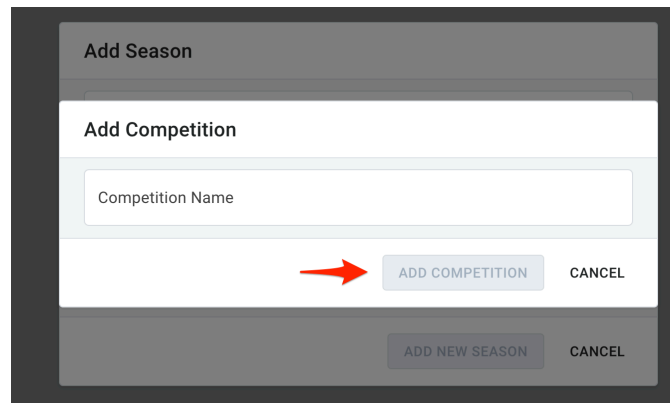 Add Season
Add Competition
Competition Name
ADD COMPETITION CANCEL
ADD NEW SEASON CANCEL